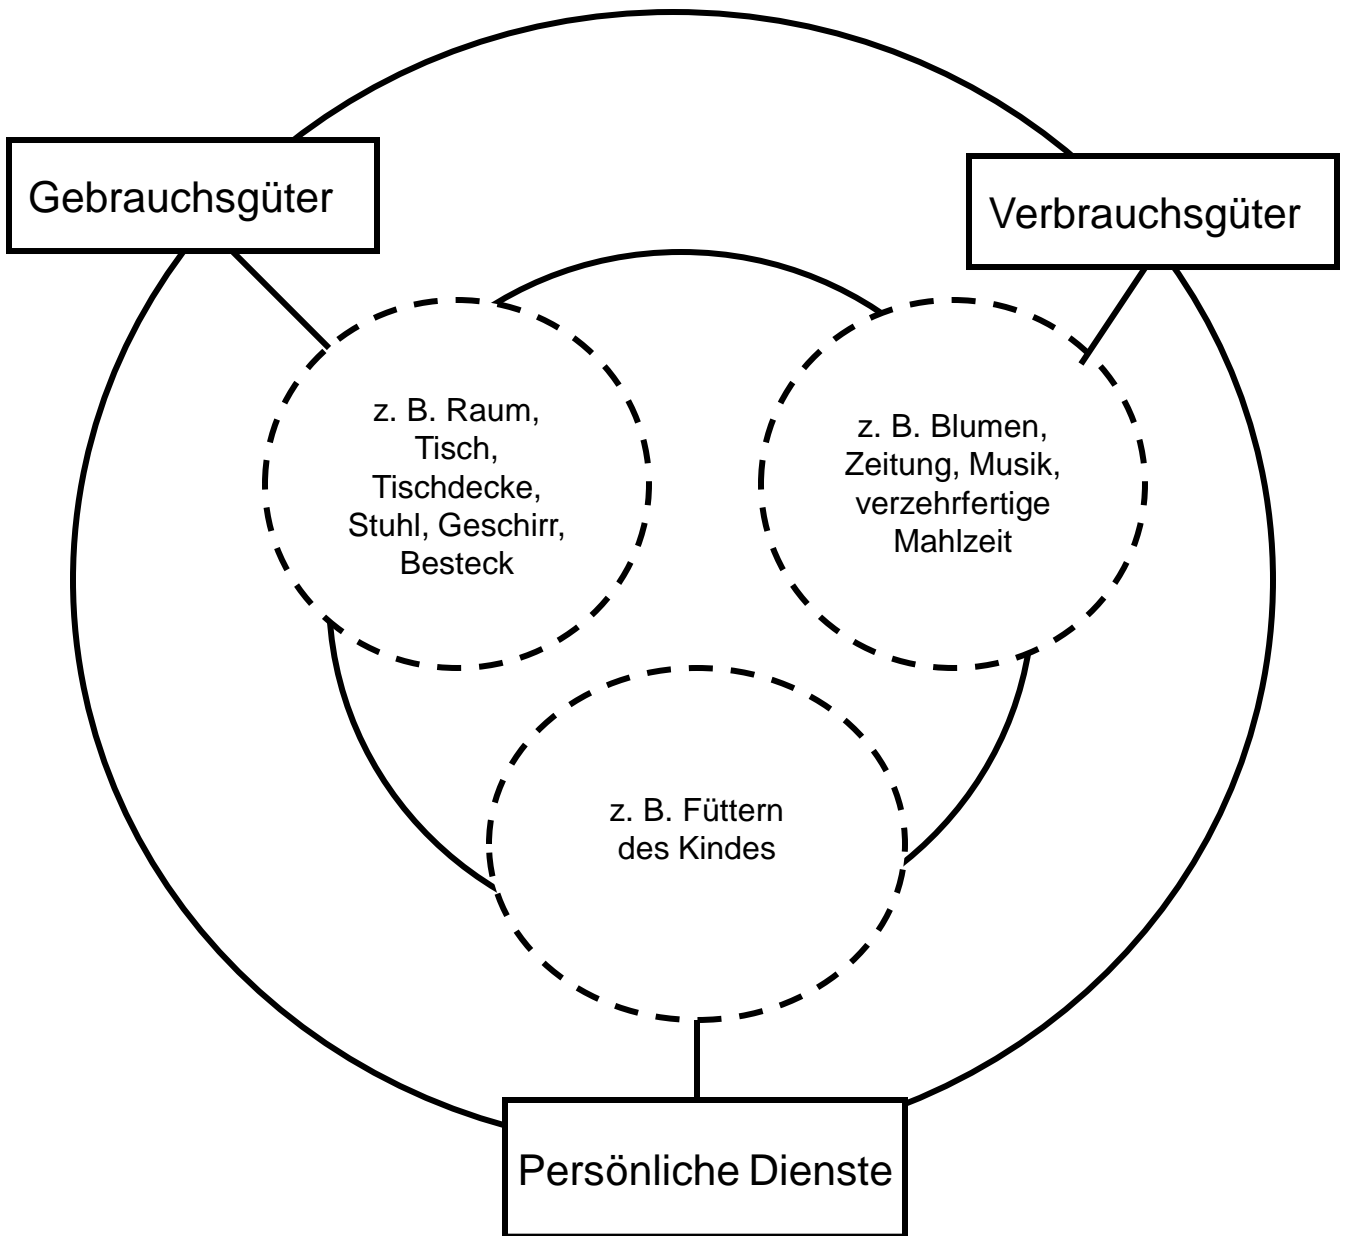 Gebrauchsgüter
Verbrauchsgüter
z. B. Raum,
Tisch,
Tischdecke,
Stuhl, Geschirr,
Besteck
z. B. Blumen,
Zeitung, Musik,
verzehrfertige
Mahlzeit
z. B. Füttern
des Kindes
Persönliche Dienste